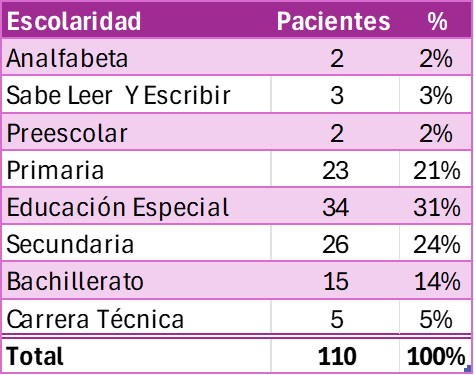 Escolaridad Pacientes %
Analfabeta 2 2%
Sabe Leer Y Escribir 3 3%
Preescolar 2 2%
Primaria 23 21%
Educación Especial 34 31%
Secundaria 26 24%
Bachillerato 15 14%
Carrera Técnica 5 5%
Total 110 100%